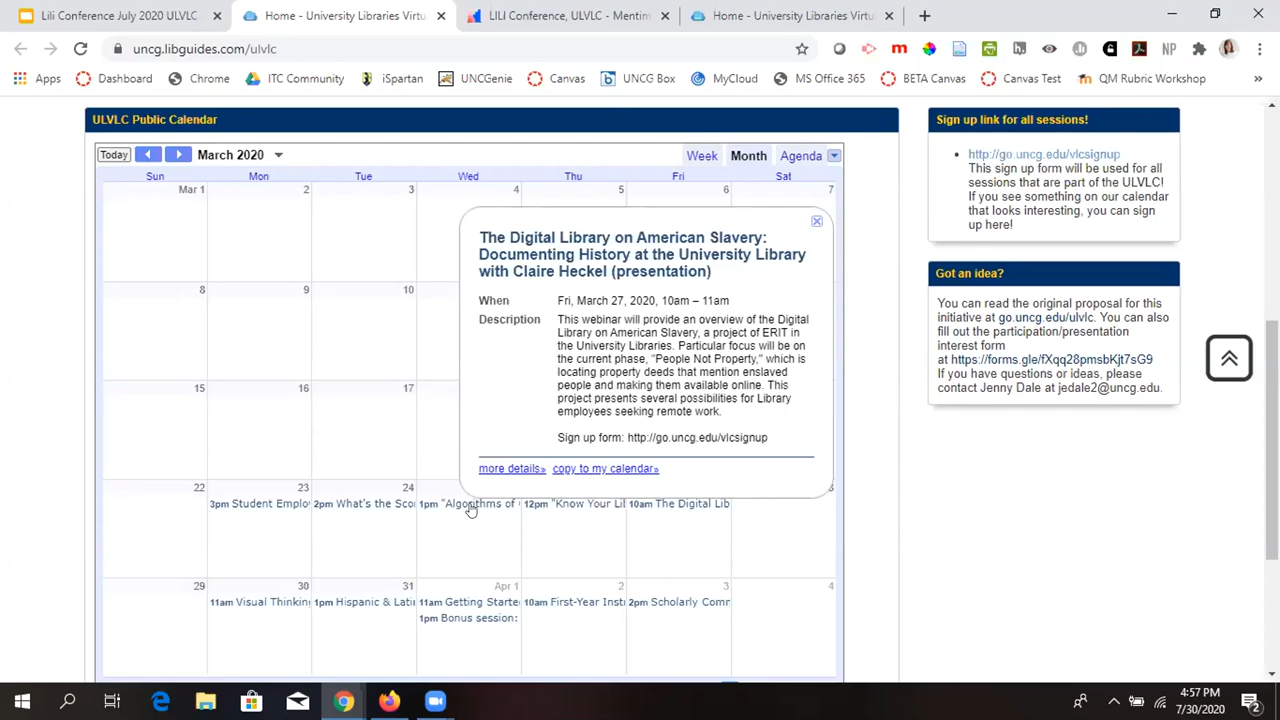 Lili Conference July 2020 ULVLC
Home - University Libraries Virtu
LILI Conference, ULVLC - Mentim
Home - University Libraries Virtu
uncg.libguides.com/ulvlc
Apps
Dashboard
Chrome
ITC Community
iSpartan
UNCGenie
Canvas
UNCG Box
MyCloud
MS Office 365
BETA Canvas
Canvas Test
QM Rubric Workshop
ULVLC Public Calendar
Today
March 2020
Week
Month
Agenda
Sun Mon Tue Wed Thu Fri Sat
Mar 1 2 3 4 5 6 7
8 9 10
15 16 17
22 23 24
3pm Student Emplo
2pm What's the Sco
1pm "Algorithms of
12pm "Know Your Li
10am The Digital Lib
29 30 31 Apr 1 2 3 4
11am Visual Thinking
1pm Hispanic & Lati
11am Getting Starte
10am First-Year Inst
2pm Scholarly Comm
1pm Bonus session:
The Digital Library on American Slavery:
Documenting History at the University Library
with Claire Heckel (presentation)
When Fri, March 27, 2020, 10am – 11am
Description This webinar will provide an overview of the Digital
Library on American Slavery, a project of ERIT in
the University Libraries. Particular focus will be on
the current phase, "People Not Property," which is
locating property deeds that mention enslaved
people and making them available online. This
project presents several possibilities for Library
employees seeking remote work.
Sign up form: http://go.uncg.edu/vlcsignup
more details» copy to my calendar»
Sign up link for all sessions!
http://go.uncg.edu/vlcsignup
This sign up form will be used for all
sessions that are part of the ULVLC!
If you see something on our calendar
that looks interesting, you can sign
up here!
Got an idea?
You can read the original proposal for this
initiative at go.uncg.edu/ulvlc. You can also
fill out the participation/presentation
interest form
at https://forms.gle/fXqq28pmsbKjt7sG9
If you have questions or ideas, please
contact Jenny Dale at jedale2@uncg.edu.
4:57 PM
7/30/2020
2